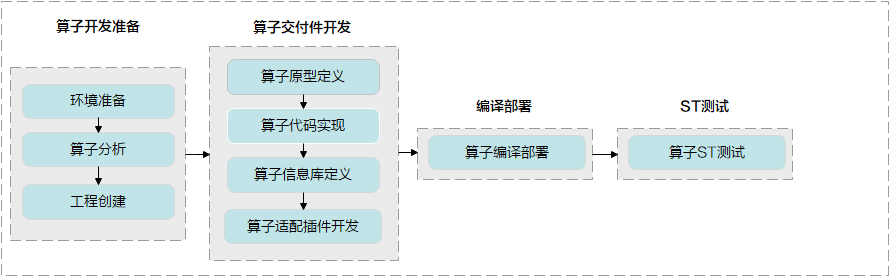 算子开发准备
环境准备
算子分析
工程创建
算子交付件开发
算子原型定义
算子代码实现
算子信息库定义
算子适配插件开发
编译部署
算子编译部署
ST测试
算子ST测试